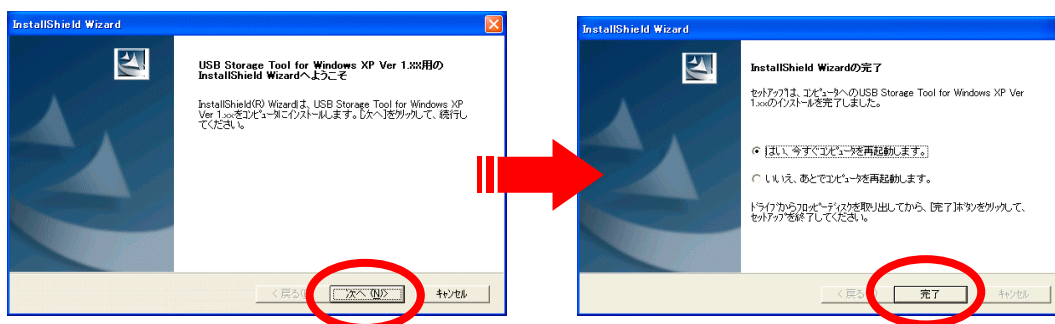 InstallShield Wizard
USB Storage Tool for Windows XP Ver 1.XX用の
InstallShield Wizardへようこそ
InstallShield(R) Wizardは、USB Storage Tool for Windows XP
Ver 1.xxをコンピュータにインストールします。[次へ]をクリックして、続行し
てください。
< 戻る
次へ (N)>
キャンセル
InstallShield Wizard
InstallShield Wizardの完了
セットアップは、コンピュータへのUSB Storage Tool for Windows XP Ver
1.xxのインストールを完了しました。
はい、今すぐコンピュータを再起動します。
いいえ、あとでコンピュータを再起動します。
ドライブからフロッピーディスクを取り出してから、[完了]ボタンをクリックして、
セットアップを終了してください。
< 戻る
完了
キャンセル